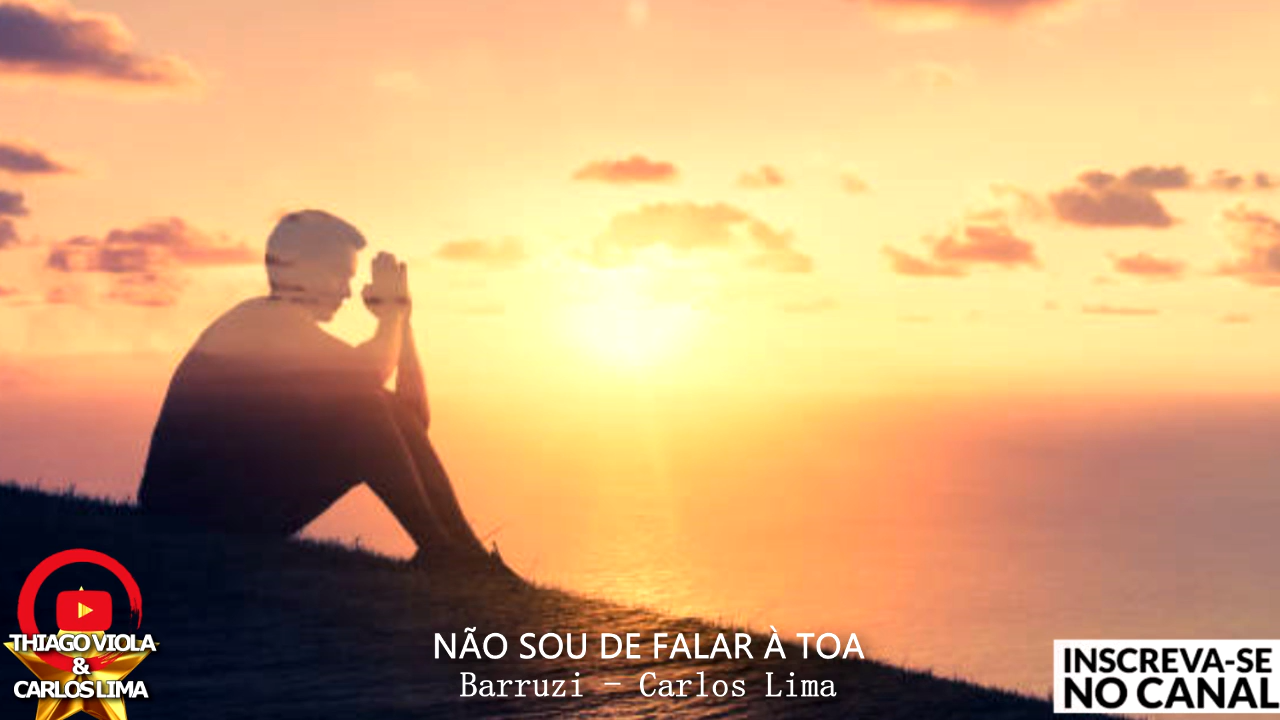 THIAGO VIOLA
&
CARLOS LIMA
NÃO SOU DE FALAR À TOA
Barruzi - Carlos Lima
INSCREVA-SE
NO CANAL